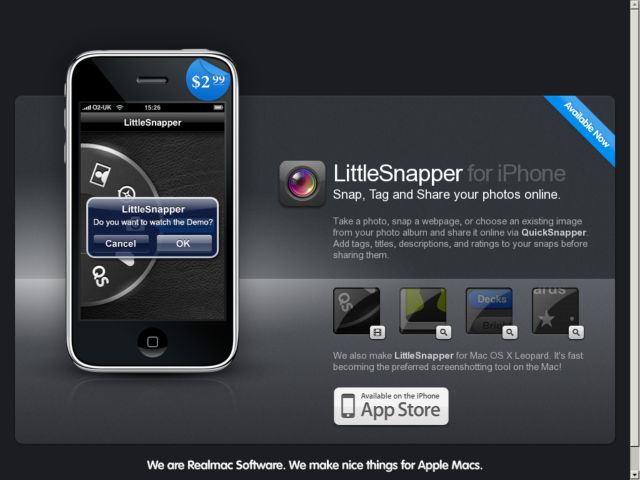 $2.99
O2-UK 15:26
LittleSnapper
LittleSnapper
Do you want to watch the Demo?
Cancel OK
QS
Available Now
LittleSnapper for iPhone
Snap, Tag and Share your photos online.
Take a photo, snap a webpage, or choose an existing image
from your photo album and share it online via QuickSnapper.
Add tags, titles, descriptions, and ratings to your snaps before
sharing them.
QS
Decks
ards
We also make LittleSnapper for Mac OS X Leopard. It's fast
becoming the preferred screenshotting tool on the Mac!
Available on the iPhone
App Store
We are Realmac Software. We make nice things for Apple Macs.